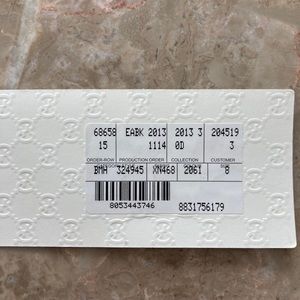 68658 EABK 2013 2013 3 204519
15 1114 0D 3
ORDER-ROW PRODUCTION ORDER COLLECTION CUSTOMER
BMH 324945 XN468 2061 8
8053443746 8831756179